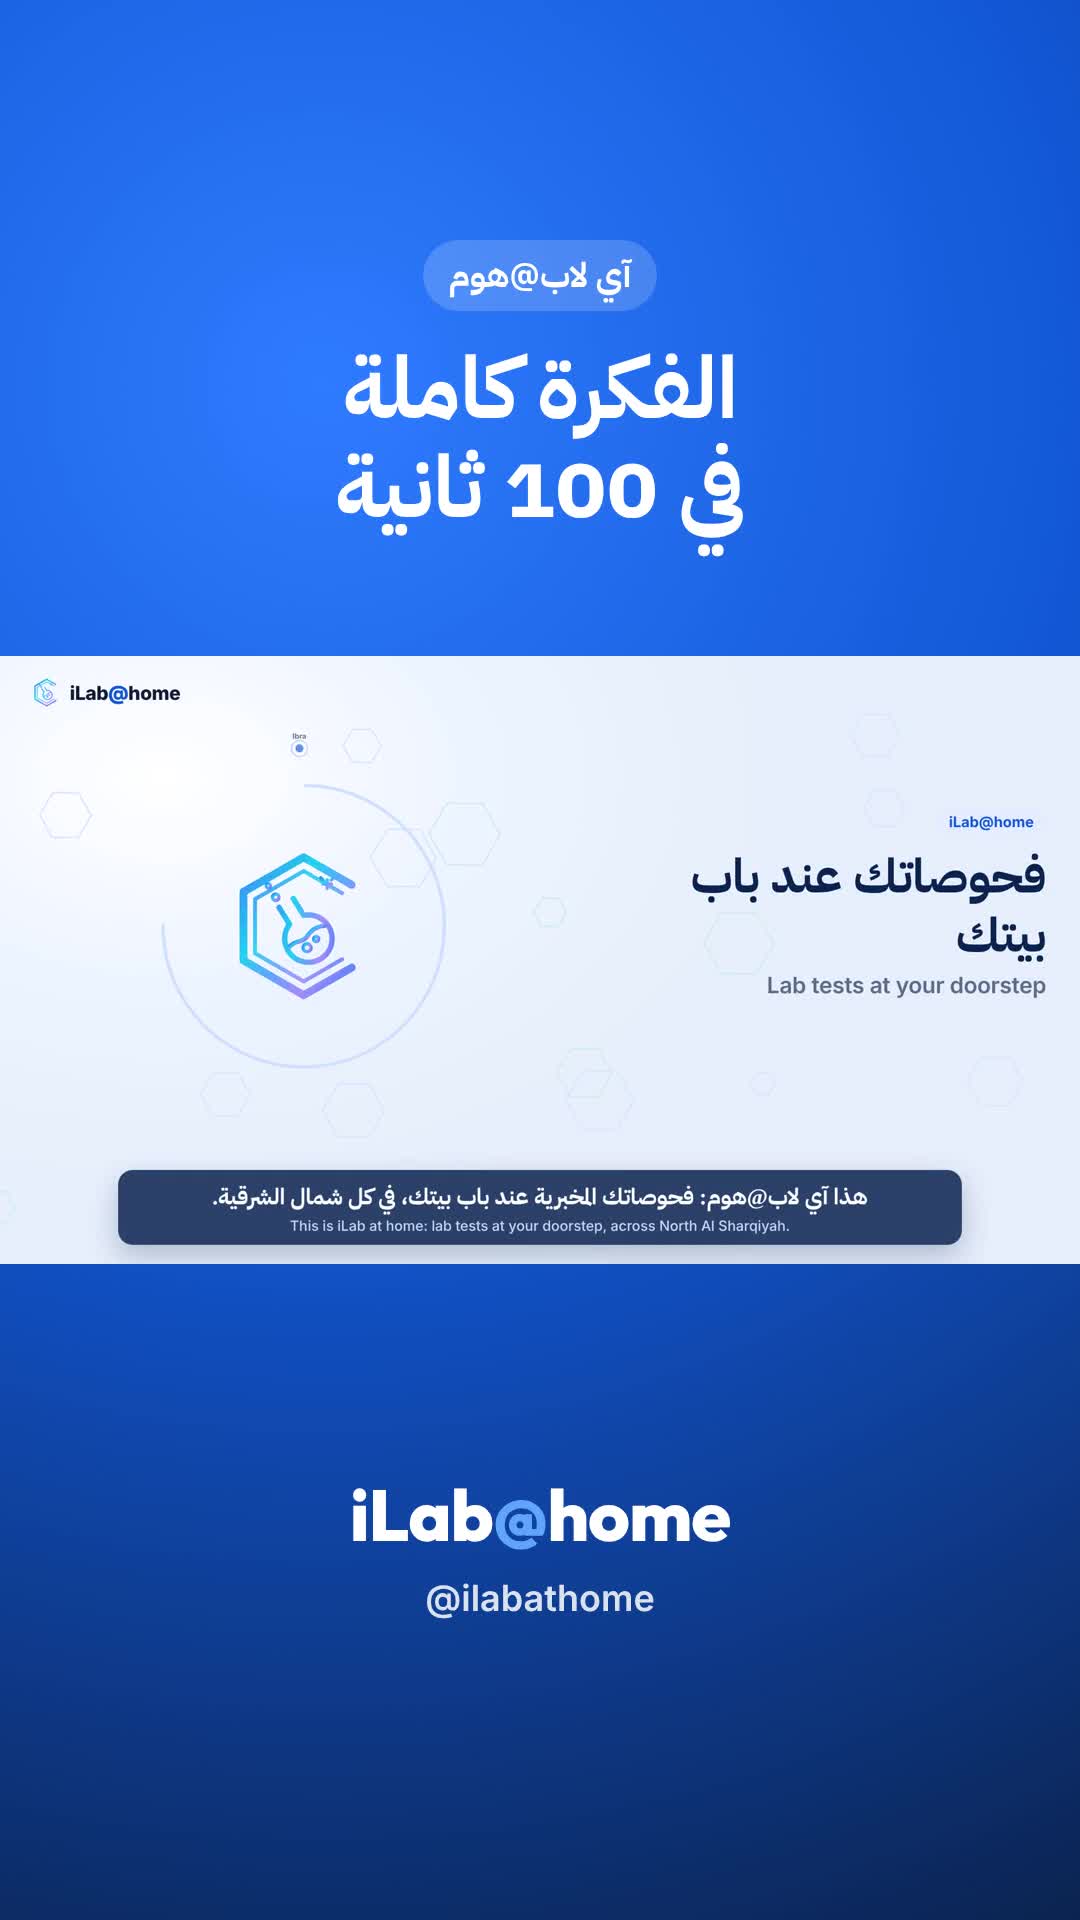 آي لاب@هوم
الفكرة كاملة
في 100 ثانية
iLab@home
Ibra
iLab@home
فحوصاتك عند باب
بيتك
Lab tests at your doorstep
هذا آي لاب@هوم: فحوصاتك المخبرية عند باب بيتك، في كل شمال الشرقية.
This is iLab at home: lab tests at your doorstep, across North Al Sharqiyah.
iLab@home
@ilabathome